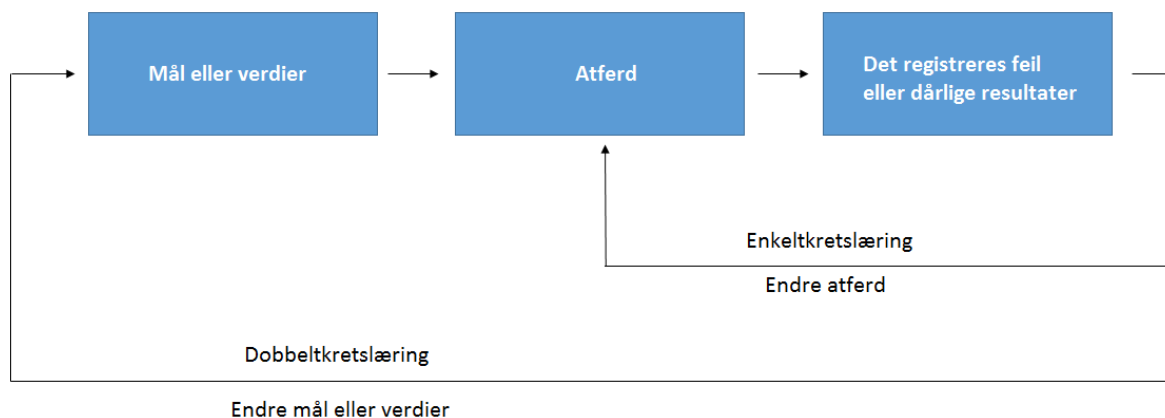 Mål eller verdier
Atferd
Det registreres feil
eller dårlige resultater
Enkeltkretslæring
Endre atferd
Dobbeltkretslæring
Endre mål eller verdier